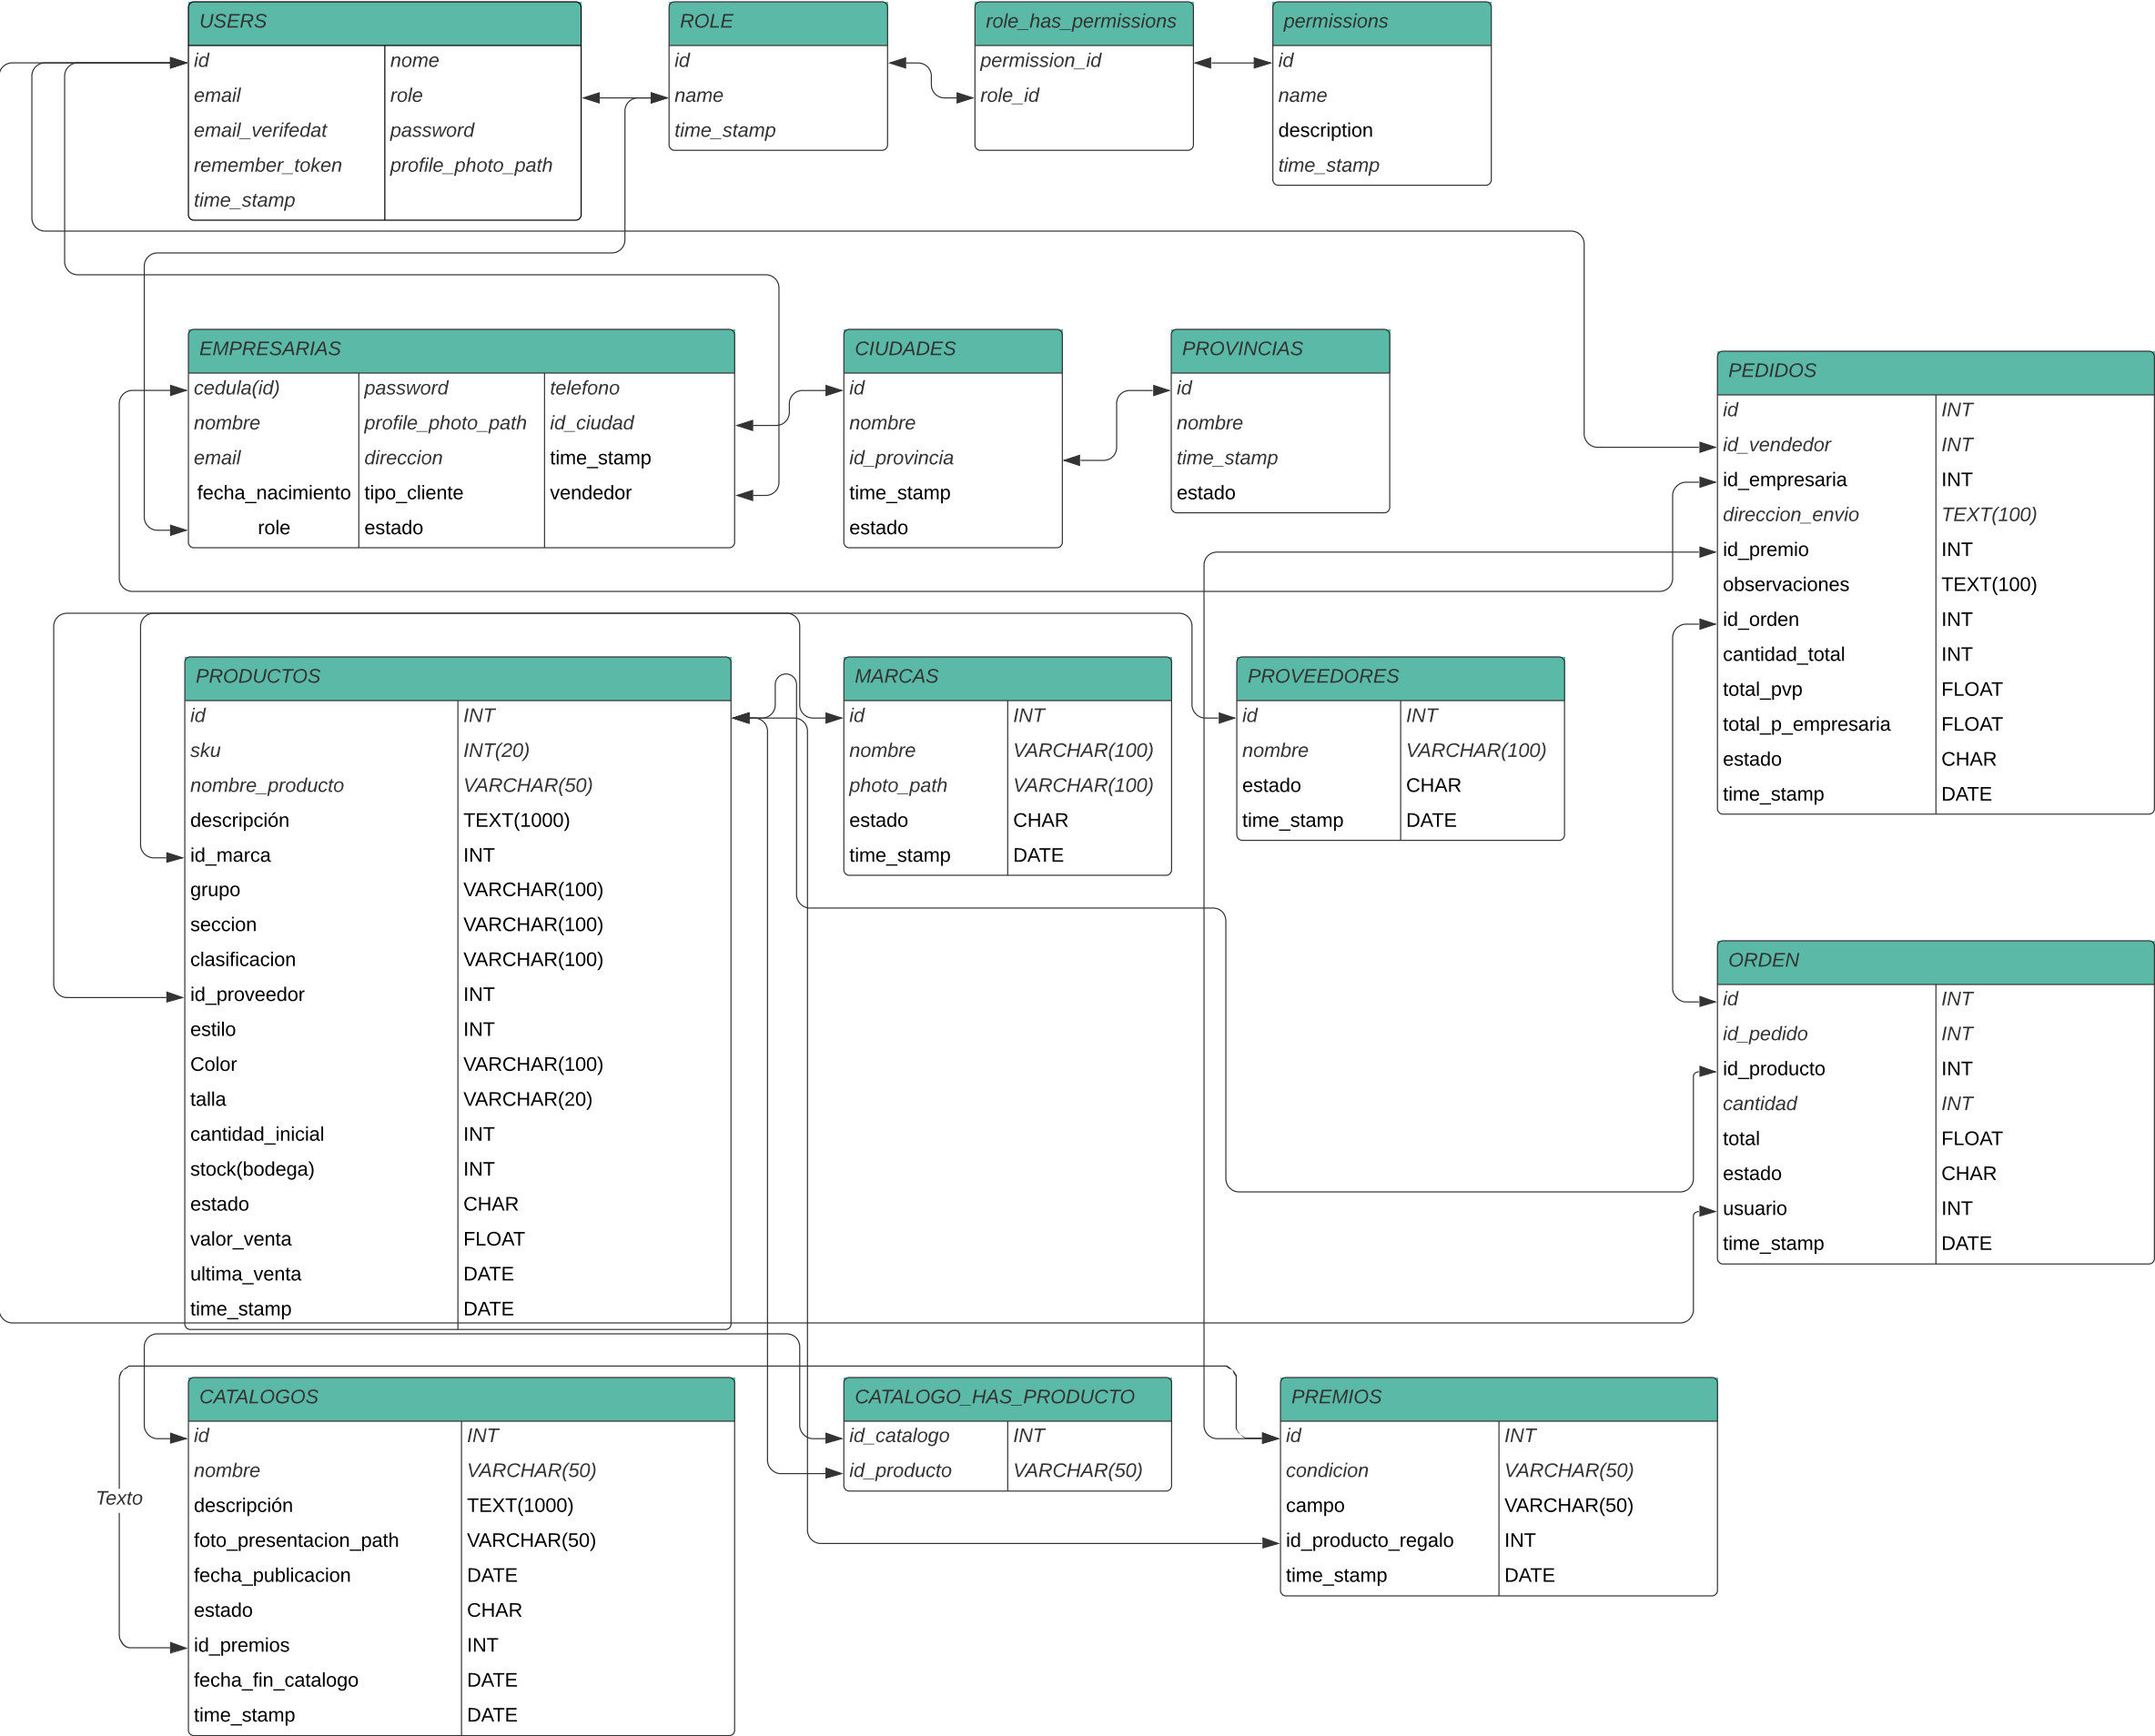 USERS
id nome
email role
email_verifedat password
remember_token profile_photo_path
time_stamp
ROLE
id
name
time_stamp
role_has_permissions
permission_id
role_id
permissions
id
name
description
time_stamp
EMPRESARIAS
cedula(id) password telefono
nombre profile_photo_path id_ciudad
email direccion time_stamp
fecha_nacimiento tipo_cliente vendedor
role estado
CIUDADES
id
nombre
id_provincia
time_stamp
estado
PROVINCIAS
id
nombre
time_stamp
estado
PEDIDOS
id INT
id_vendedor INT
id_empresaria INT
direccion_envio TEXT(100)
id_premio INT
observaciones TEXT(100)
id_orden INT
cantidad_total INT
total_pvp FLOAT
total_p_empresaria FLOAT
estado CHAR
time_stamp DATE
PRODUCTOS
id INT
sku INT(20)
nombre_producto VARCHAR(50)
descripción TEXT(1000)
id_marca INT
grupo VARCHAR(100)
seccion VARCHAR(100)
clasificacion VARCHAR(100)
id_proveedor INT
estilo INT
Color VARCHAR(100)
talla VARCHAR(20)
cantidad_inicial INT
stock(bodega) INT
estado CHAR
valor_venta FLOAT
ultima_venta DATE
time_stamp DATE
MARCAS
id INT
nombre VARCHAR(100)
photo_path VARCHAR(100)
estado CHAR
time_stamp DATE
PROVEEDORES
id INT
nombre VARCHAR(100)
estado CHAR
time_stamp DATE
ORDEN
id INT
id_pedido INT
id_producto INT
cantidad INT
total FLOAT
estado CHAR
usuario INT
time_stamp DATE
Texto
CATALOGOS
id INT
nombre VARCHAR(50)
descripción TEXT(1000)
foto_presentacion_path VARCHAR(50)
fecha_publicacion DATE
estado CHAR
id_premios INT
fecha_fin_catalogo DATE
time_stamp DATE
CATALOGO_HAS_PRODUCTO
id_catalogo INT
id_producto VARCHAR(50)
PREMIOS
id INT
condicion VARCHAR(50)
campo VARCHAR(50)
id_producto_regalo INT
time_stamp DATE